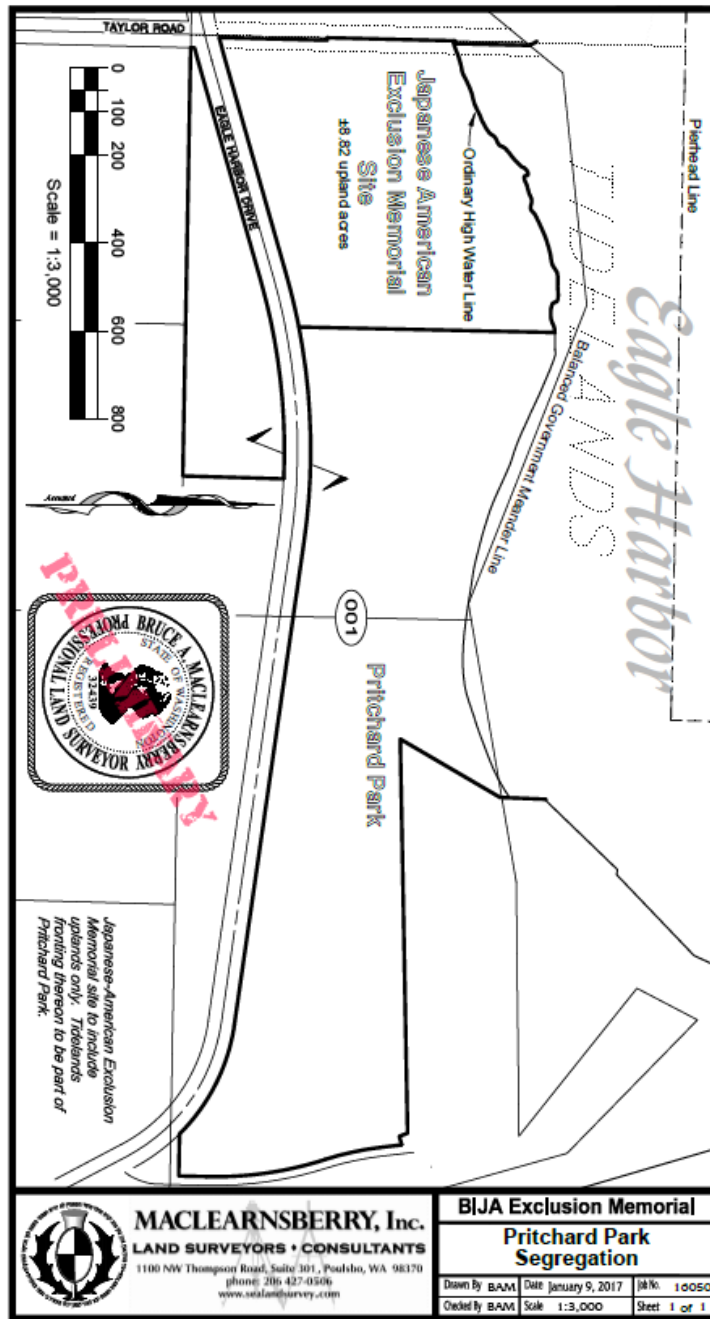 TAYLOR ROAD
EAGLE HARBOR DRIVE
0
100
200
400
600
800
Scale = 1:3,000
Japanese American
Exclusion Memorial
Site
±8.82 upland acres
Ordinary High Water Line
Pierhead Line
TIDELANDS
Eagle Harbor
Balanced Government Meander Line
Assumed
001
Pritchard Park
PRELIMINARY
BRUCE A. MACLEARNSBERRY
STATE OF WASHINGTON
32439
REGISTERED
PROFESSIONAL LAND SURVEYOR
Japanese-American Exclusion
Memorial site to include
uplands only. Tidelands
fronting thereon to be part of
Pritchard Park.
MACLEARNSBERRY, Inc.
LAND SURVEYORS • CONSULTANTS
1100 NW Thompson Road, Suite 301, Poulsbo, WA 98370
phone: 206 427-0506
www.sealandsurvey.com
BIJA Exclusion Memorial
Pritchard Park
Segregation
Drawn By BAM Date January 9, 2017 Job No. 16050
Checked By BAM Scale 1:3,000 Sheet 1 of 1